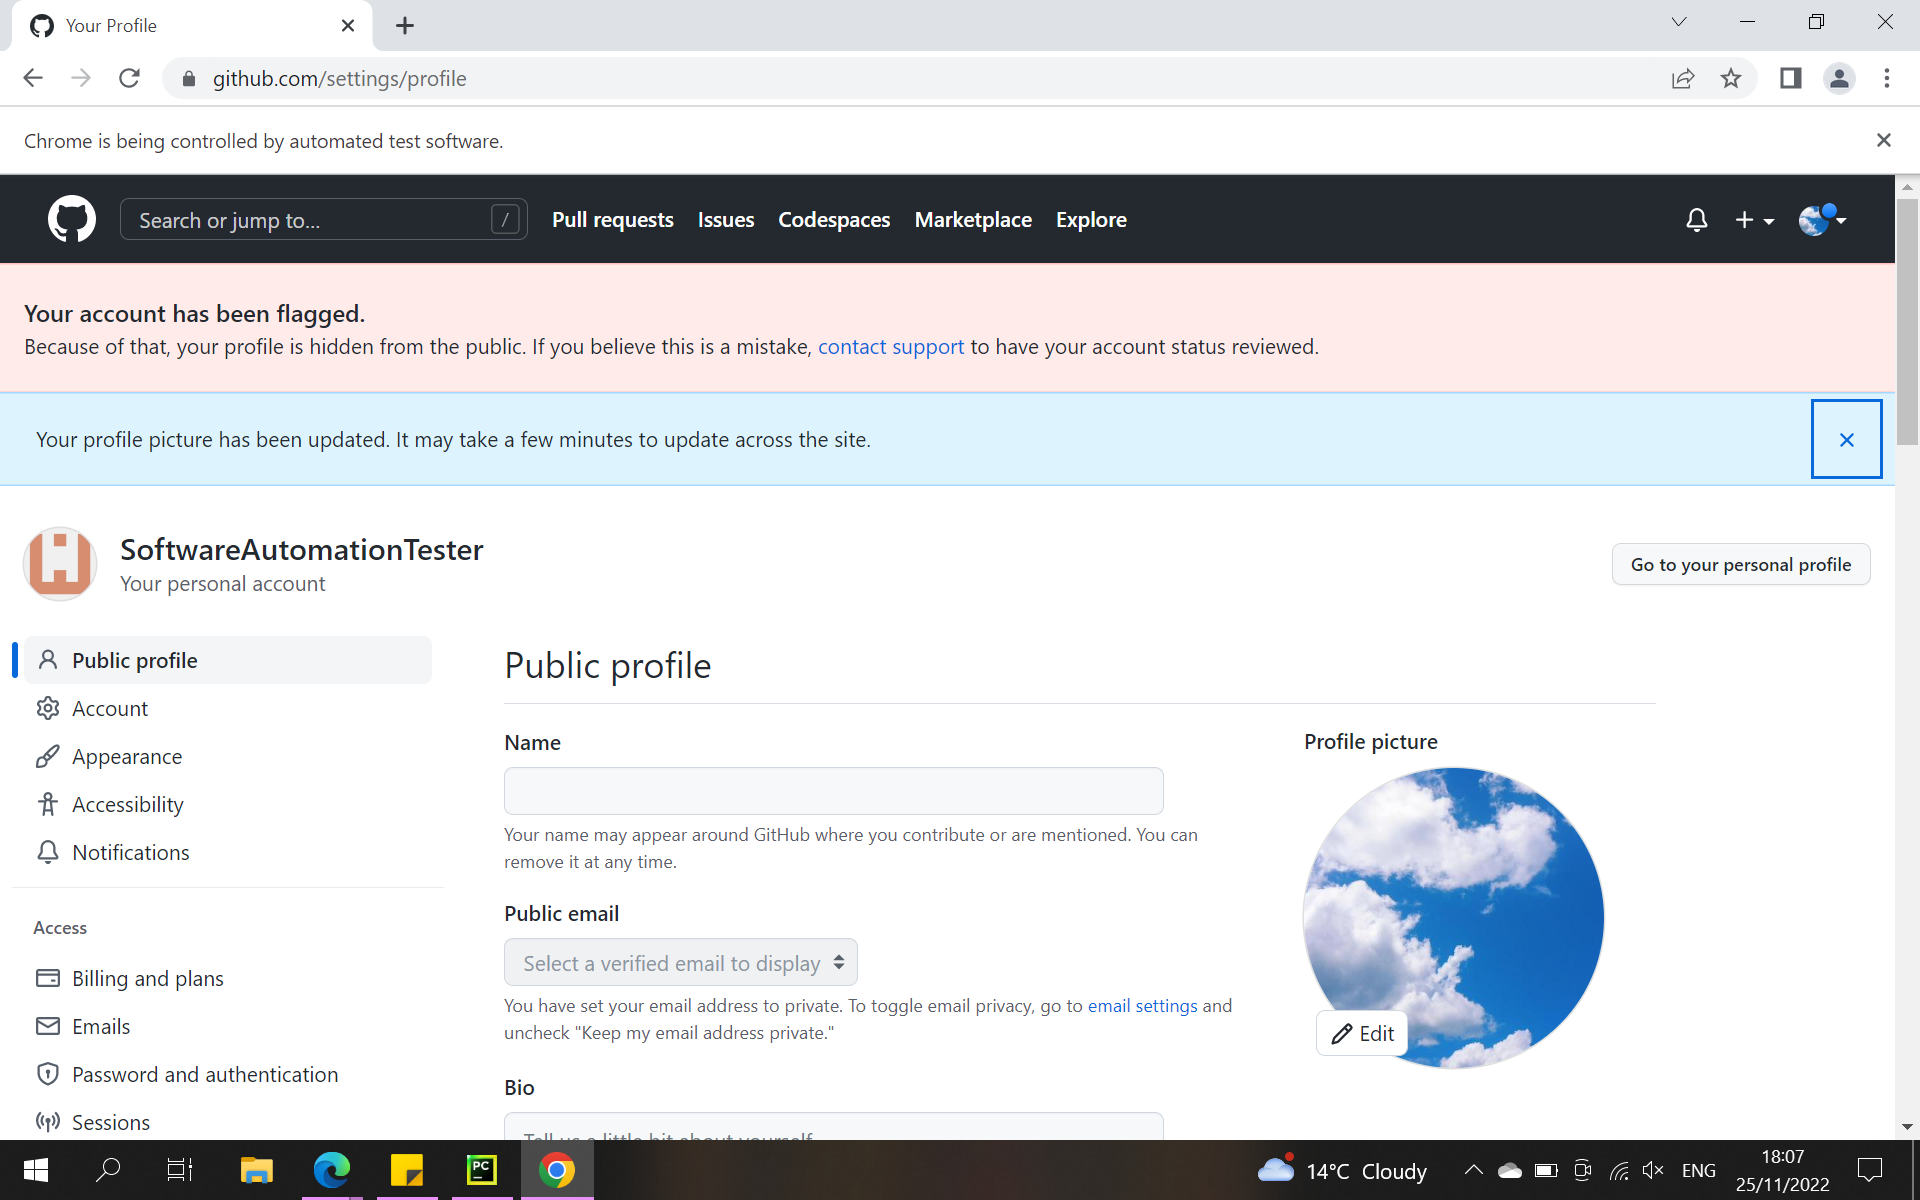 Your Profile
github.com/settings/profile
Chrome is being controlled by automated test software.
Search or jump to... /
Pull requests Issues Codespaces Marketplace Explore
Your account has been flagged.
Because of that, your profile is hidden from the public. If you believe this is a mistake, contact support to have your account status reviewed.
Your profile picture has been updated. It may take a few minutes to update across the site.
SoftwareAutomationTester
Your personal account
Go to your personal profile
Public profile
Account
Appearance
Accessibility
Notifications
Access
Billing and plans
Emails
Password and authentication
Sessions
Public profile
Name
Your name may appear around GitHub where you contribute or are mentioned. You can
remove it at any time.
Public email
Select a verified email to display
You have set your email address to private. To toggle email privacy, go to email settings and
uncheck "Keep my email address private."
Bio
Tell us a little bit about yourself
Profile picture
Edit
PC
14°C Cloudy
ENG
18:07
25/11/2022